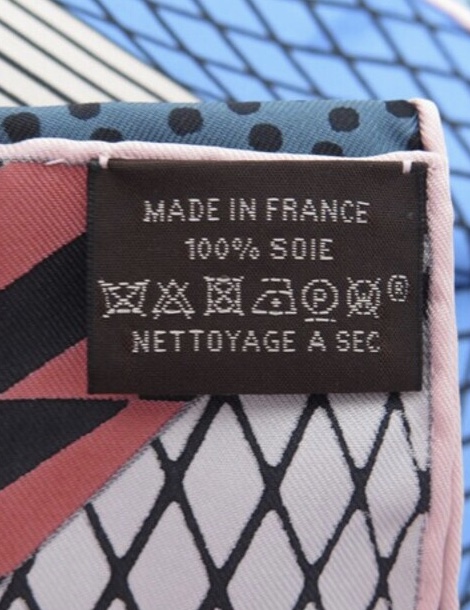 MADE IN FRANCE
100% SOIE
P W ®
NETTOYAGE A SEC